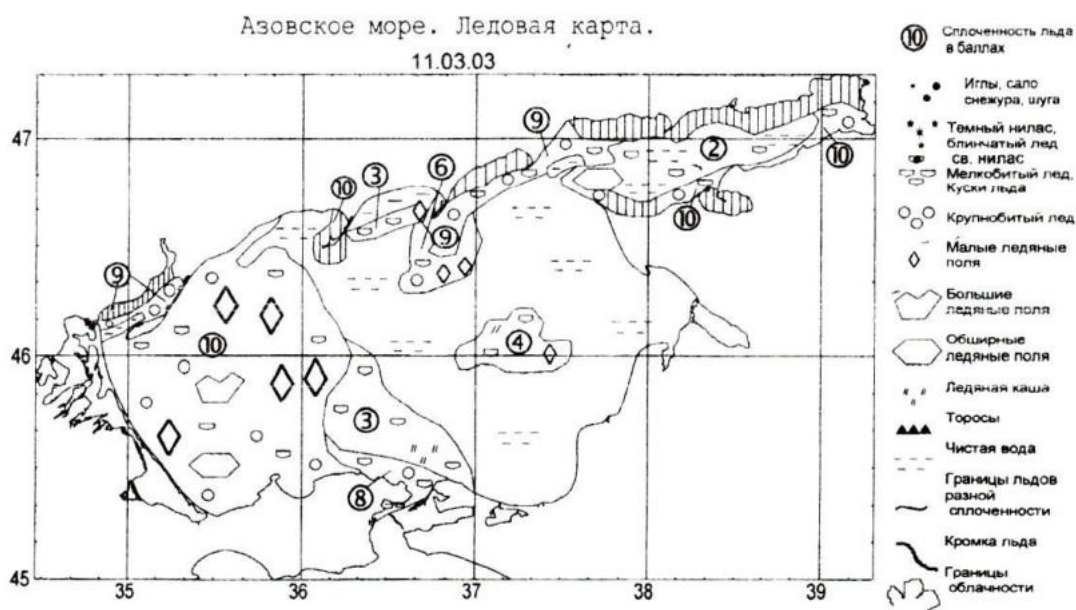 Азовское море. Ледовая карта.
11.03.03
47
46
45
35
36
37
38
39
9
10
3
6
9
9
2
10
10
10
4
3
8
10 Сплоченность льда
в баллах
Иглы, сало
снежура, шуга
Темный нилас,
блинчатый лед
св. нилас
Мелкобитый лед,
Куски льда
Крупнобитый лед
Малые ледяные
поля
Большие
ледяные поля
Обширные
ледяные поля
Ледяная каша
Торосы
Чистая вода
Границы льдов
разной
сплоченности
Кромка льда
Границы
облачности